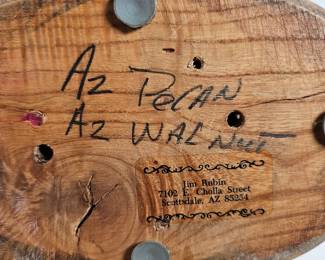 Az PECAN
Az WALNUT
Jim Rubin
7102 E. Cholla Street
Scottsdale, AZ 85254